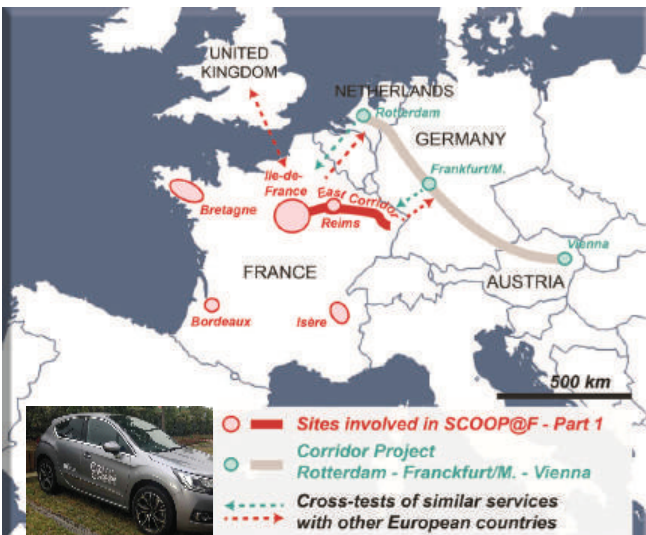 UNITED
KINGDOM
NETHERLANDS
Rotterdam
GERMANY
Ile-de-
France
East Corridor
Frankfurt/M.
Bretagne
Reims
Vienna
FRANCE
AUSTRIA
Bordeaux
Isère
500 km
Sites involved in SCOOP@F - Part 1
Corridor Project
Rotterdam - Franckfurt/M. - Vienna
Cross-tests of similar services
with other European countries